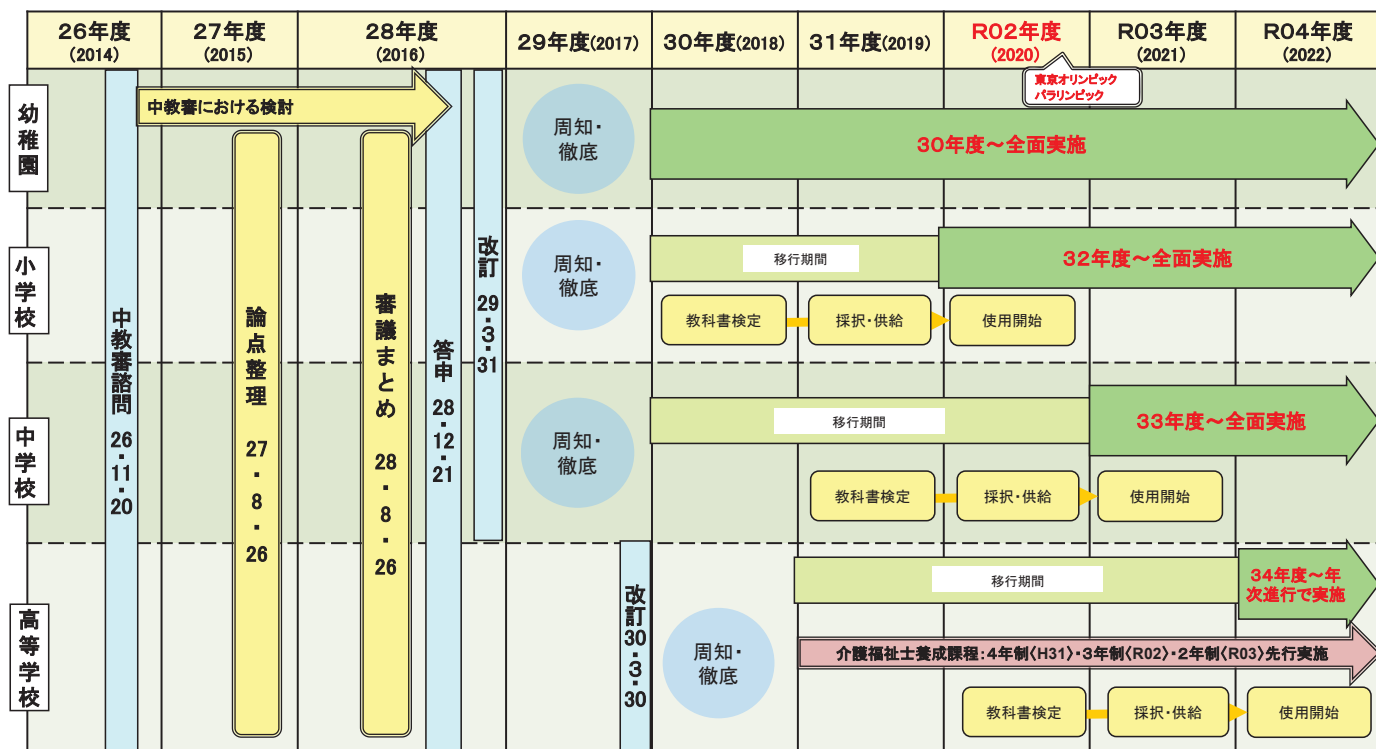 26年度
(2014)
27年度
(2015)
28年度
(2016)
29年度(2017)
30年度(2018)
31年度(2019)
R02年度
(2020)
R03年度
(2021)
R04年度
(2022)
東京オリンピック
パラリンピック
幼稚園
中教審における検討
周知・
徹底
30年度～全面実施
小学校
周知・
徹底
移行期間
32年度～全面実施
教科書検定
採択・供給
使用開始
中教審諮問 26・11・20
論点整理 27・8・26
審議まとめ 28・8・26
答申 28・12・21
改訂 29・3・31
中学校
周知・
徹底
移行期間
33年度～全面実施
教科書検定
採択・供給
使用開始
高等学校
改訂 30・3・30
周知・
徹底
移行期間
34年度～年
次進行で実施
介護福祉士養成課程：4年制〈H31〉・3年制〈R02〉・2年制〈R03〉先行実施
教科書検定
採択・供給
使用開始